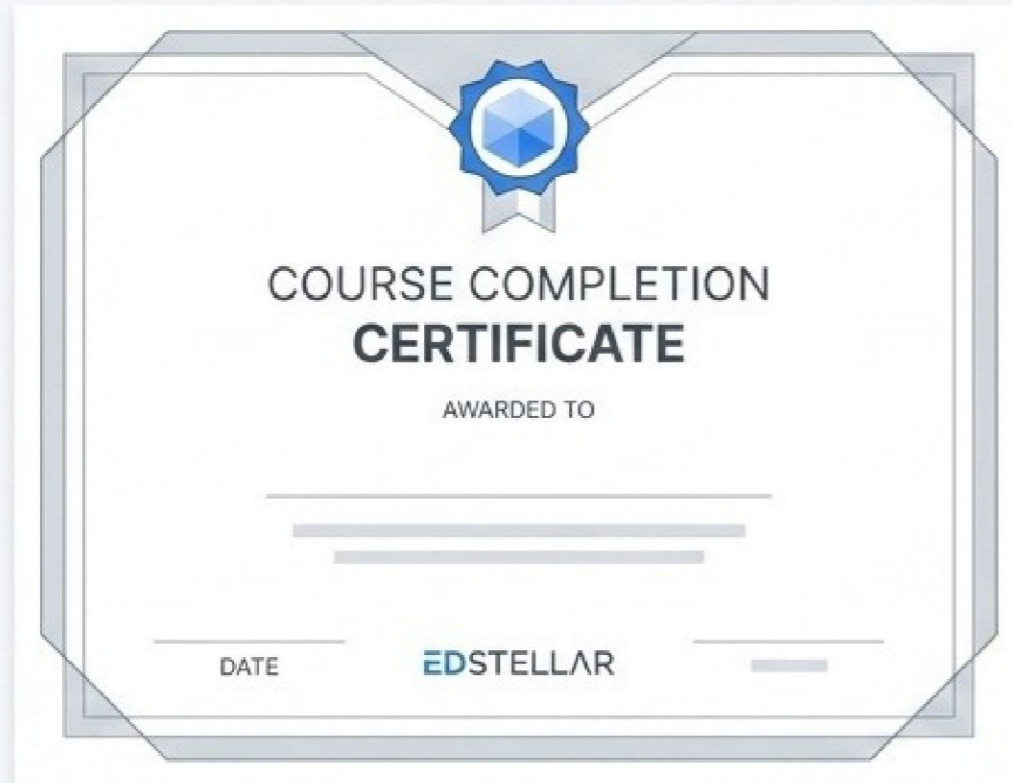 COURSE COMPLETION
CERTIFICATE
AWARDED TO
DATE
EDSTELLAR